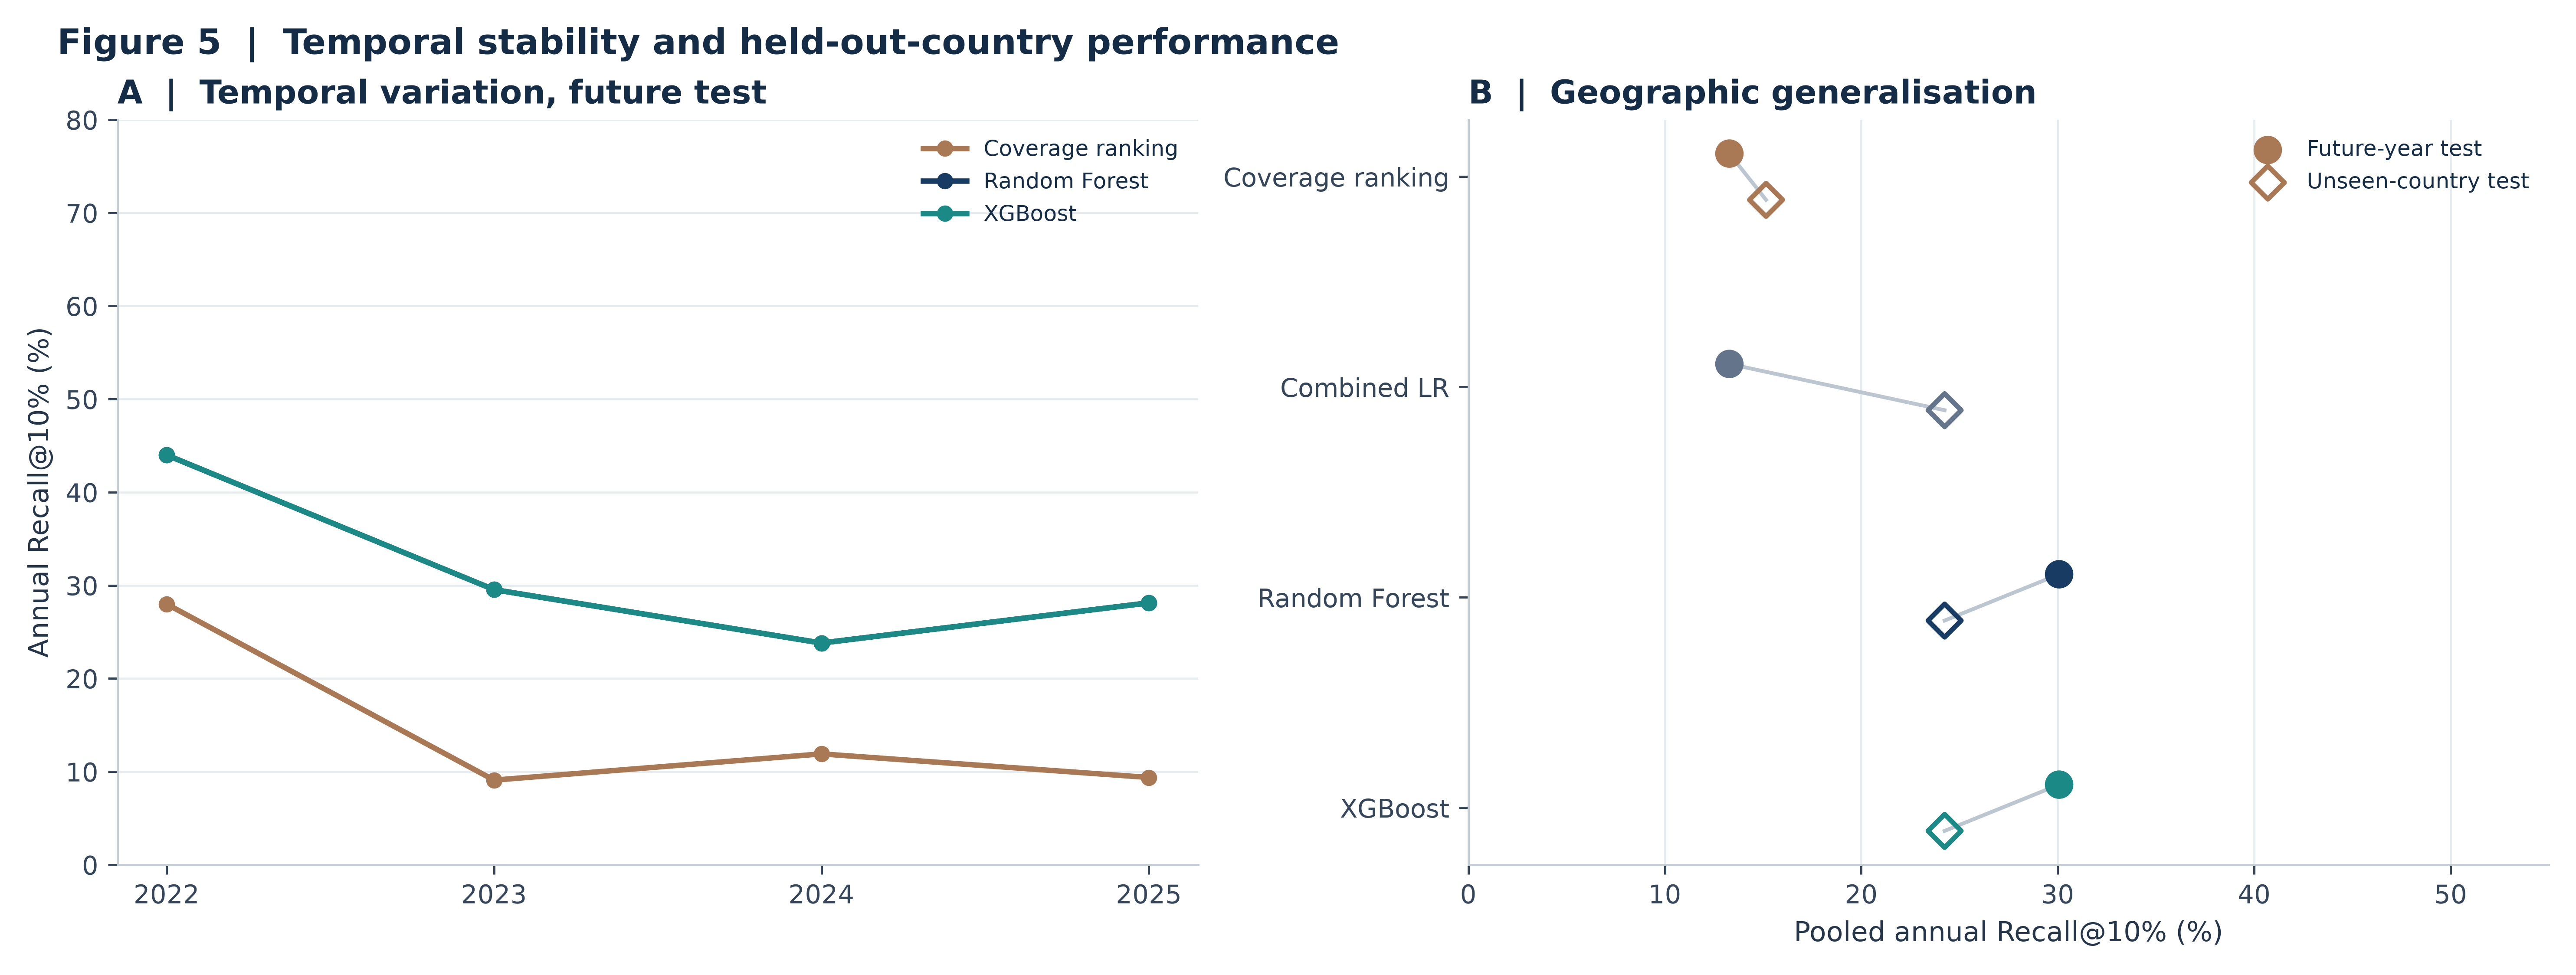 Figure 5 | Temporal stability and held-out-country performance
A | Temporal variation, future test
80
70
60
50
40
30
20
10
0
Annual Recall@10% (%)
Coverage ranking
Random Forest
XGBoost
2022
2023
2024
2025
B | Geographic generalisation
Coverage ranking
Combined LR
Random Forest
XGBoost
Future-year test
Unseen-country test
0
10
20
30
40
50
Pooled annual Recall@10% (%)